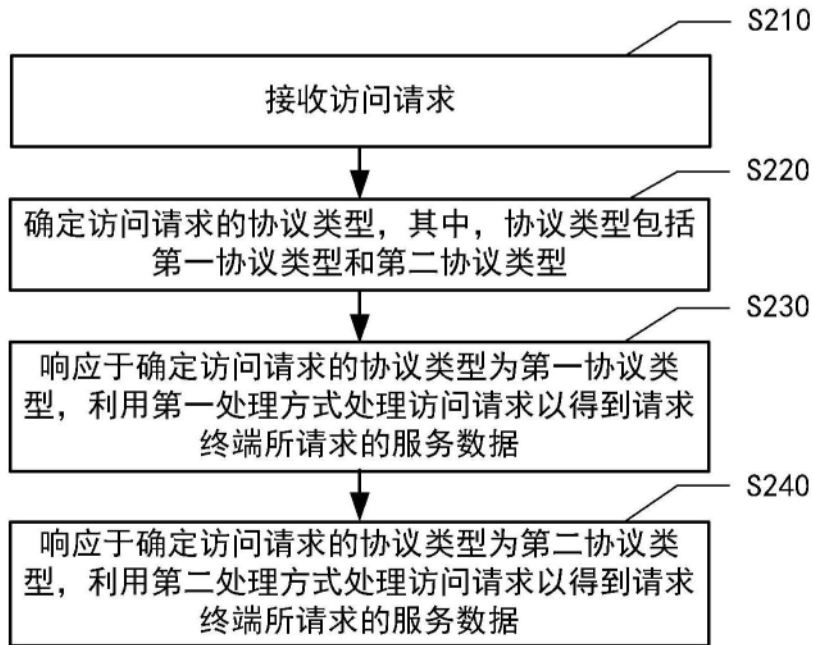 S210
接收访问请求
S220
确定访问请求的协议类型，其中，协议类型包括
第一协议类型和第二协议类型
S230
响应于确定访问请求的协议类型为第一协议类
型，利用第一处理方式处理访问请求以得到请求
终端所请求的服务数据
S240
响应于确定访问请求的协议类型为第二协议类
型，利用第二处理方式处理访问请求以得到请求
终端所请求的服务数据